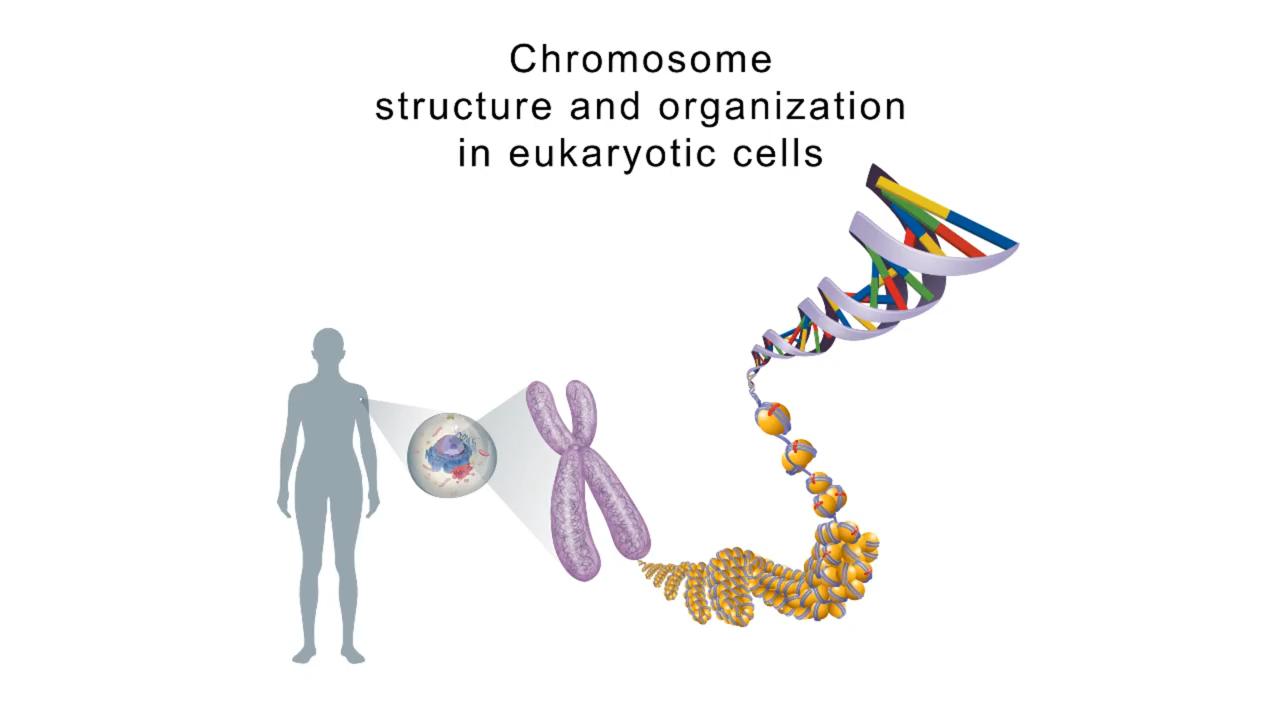 Chromosome
structure and organization
in eukaryotic cells